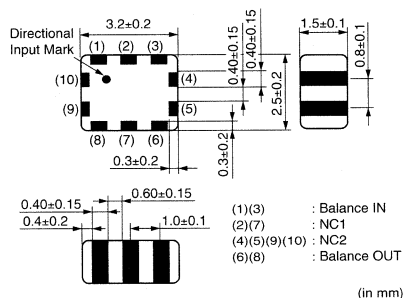 3.2±0.2
1.5±0.1
Directional
Input Mark
(1) (2) (3)
0.40±0.15
0.40±0.15
0.8±0.1
(10)
(4)
2.5±0.2
(9)
(5)
(8) (7) (6)
0.3±0.2
0.3±0.2
0.60±0.15
0.40±0.15
0.4±0.2
1.0±0.1
(1)(3) : Balance IN
(2)(7) : NC1
(4)(5)(9)(10) : NC2
(6)(8) : Balance OUT
(in mm)